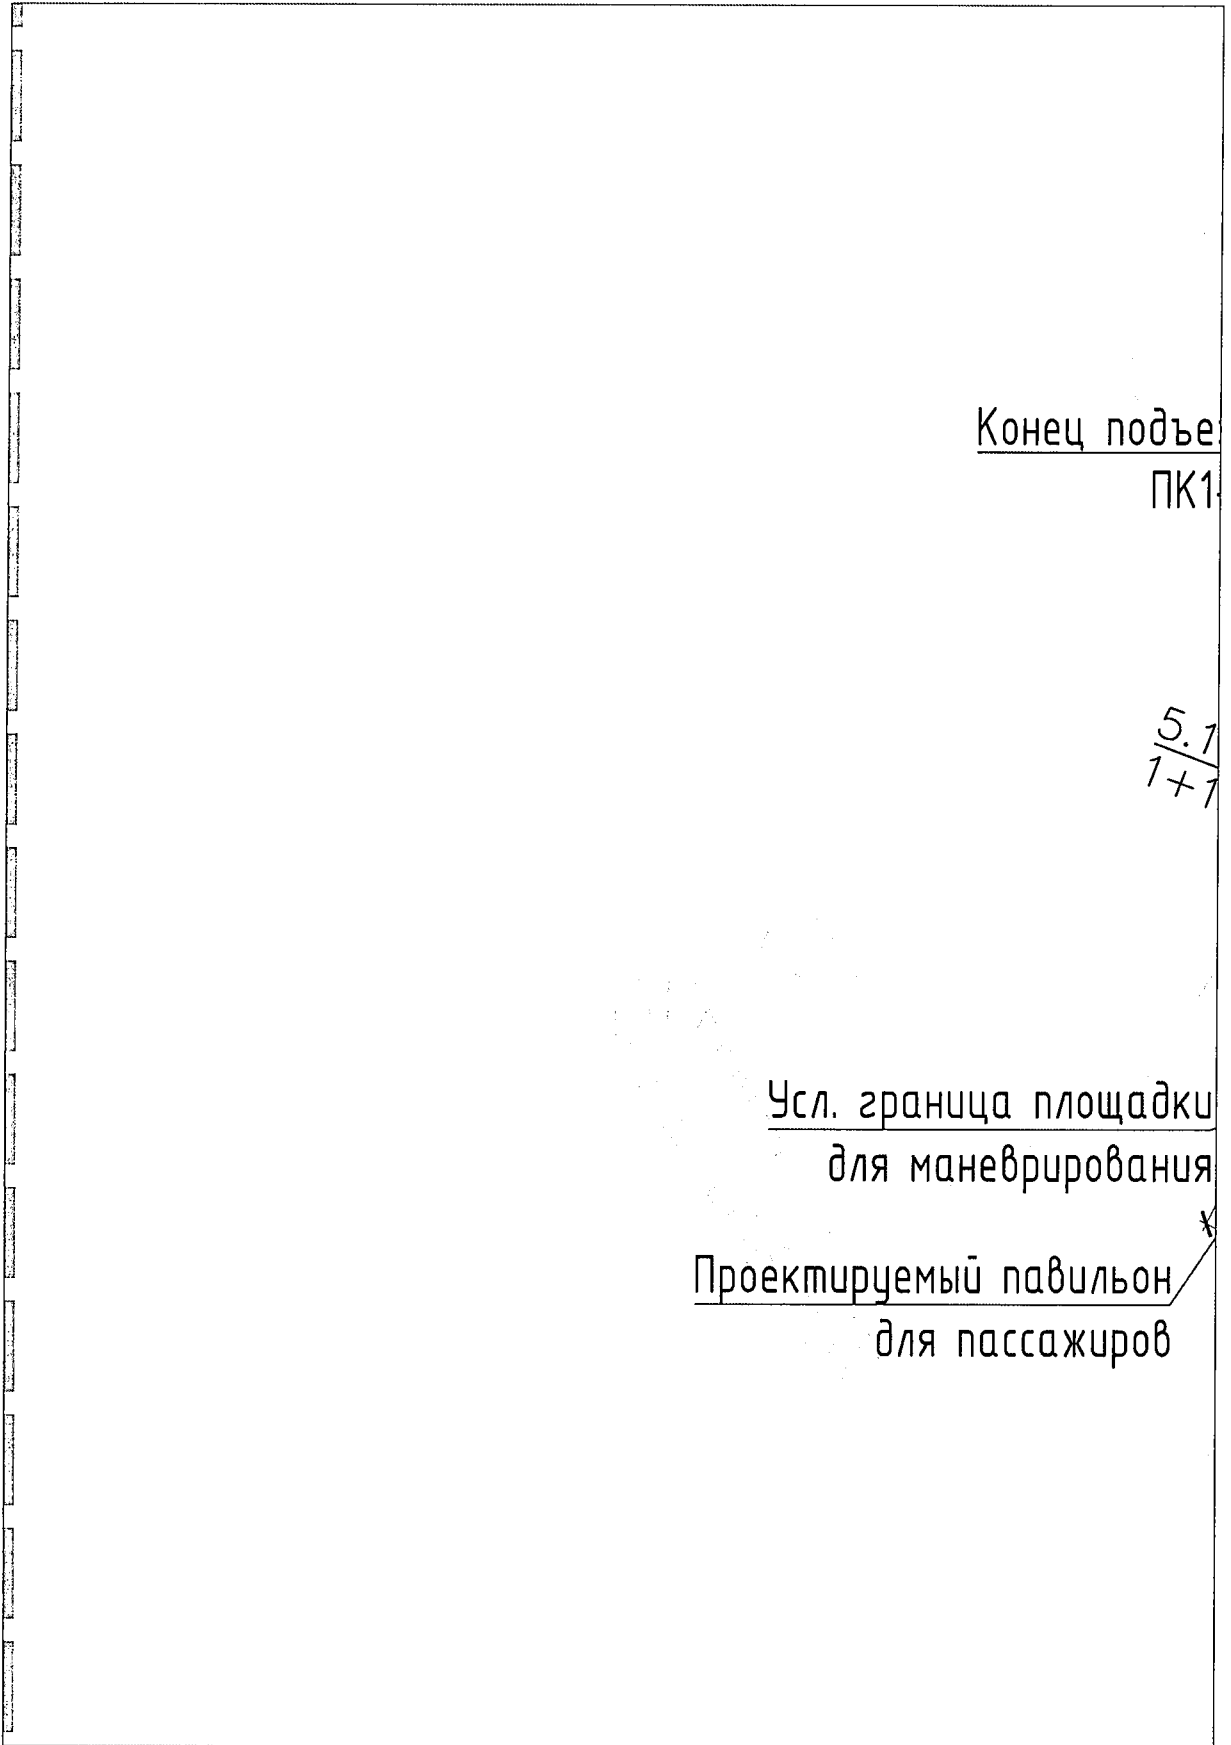 Конец подъе
ПК1
5.1
1+1
Усл. граница площадки
для маневрирования
Проектируемый павильон
для пассажиров